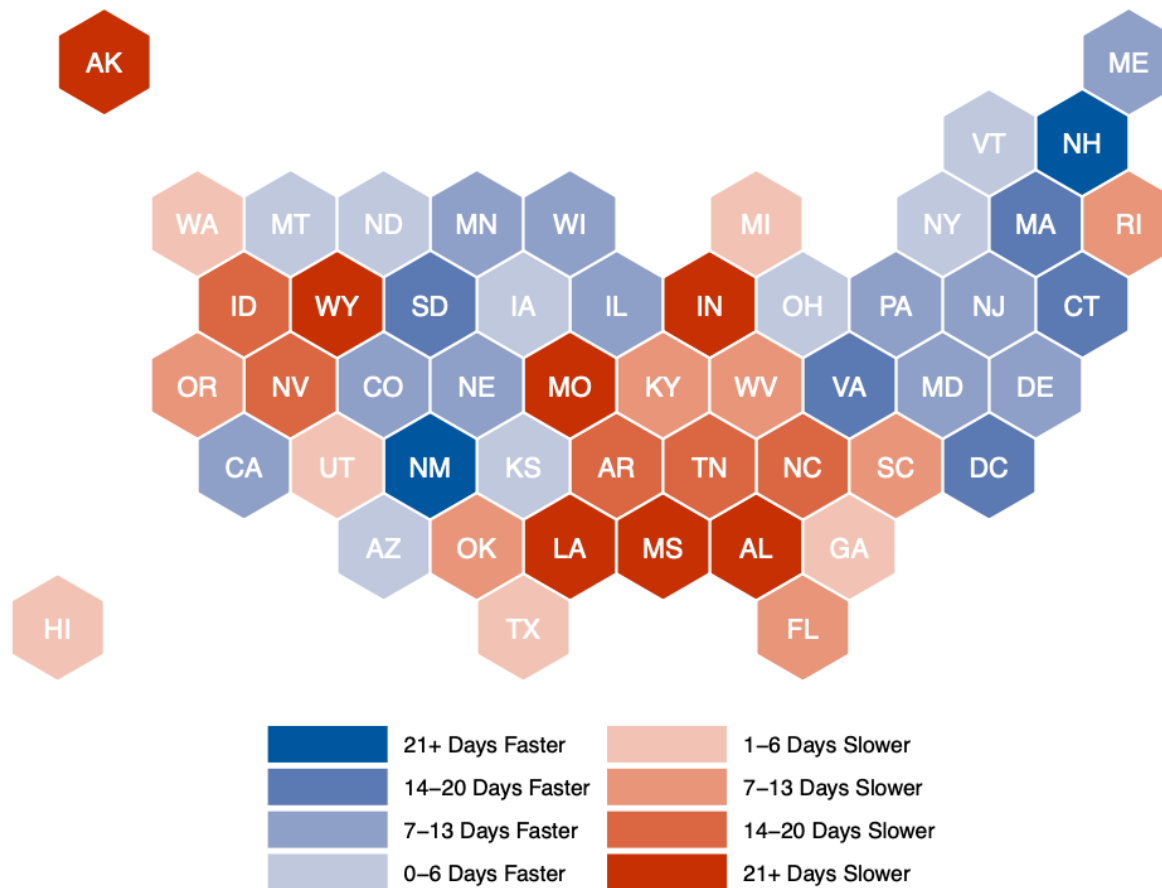 AK
ME
VT NH
WA MT ND MN WI MI NY MA RI
ID WY SD IA IL IN OH PA NJ CT
OR NV CO NE MO KY WV VA MD DE
CA UT NM KS AR TN NC SC DC
AZ OK LA MS AL GA
HI TX FL
21+ Days Faster
14–20 Days Faster
7–13 Days Faster
0–6 Days Faster
1–6 Days Slower
7–13 Days Slower
14–20 Days Slower
21+ Days Slower